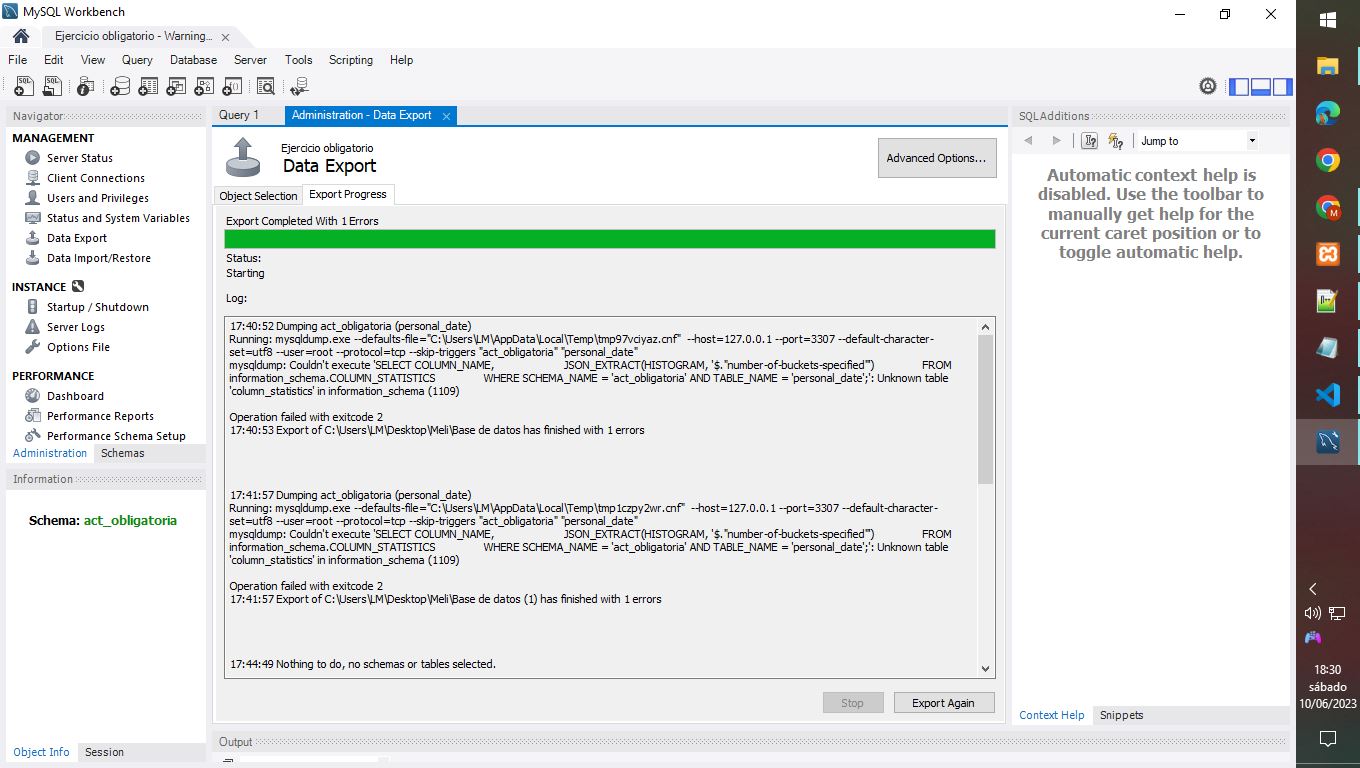 MySQL Workbench
Ejercicio obligatorio - Warning...
File Edit View Query Database Server Tools Scripting Help
Navigator
MANAGEMENT
Server Status
Client Connections
Users and Privileges
Status and System Variables
Data Export
Data Import/Restore
INSTANCE
Startup / Shutdown
Server Logs
Options File
PERFORMANCE
Dashboard
Performance Reports
Performance Schema Setup
Administration Schemas
Information
Schema: act_obligatoria
Object Info Session
Query 1 Administration - Data Export
Ejercicio obligatorio
Data Export
Advanced Options...
Object Selection Export Progress
Export Completed With 1 Errors
Status:
Starting
Log:
17:40:52 Dumping act_obligatoria (personal_date)
Running: mysqldump.exe --defaults-file="C:\Users\LM\AppData\Local\Temp\tmp97vciyaz.cnf" --host=127.0.0.1 --port=3307 --default-character-
set=utf8 --user=root --protocol=tcp --skip-triggers "act_obligatoria" "personal_date"
mysqldump: Couldn't execute 'SELECT COLUMN_NAME, JSON_EXTRACT(HISTOGRAM, '$."number-of-buckets-specified"') FROM
information_schema.COLUMN_STATISTICS WHERE SCHEMA_NAME = 'act_obligatoria' AND TABLE_NAME = 'personal_date';': Unknown table
'column_statistics' in information_schema (1109)
Operation failed with exitcode 2
17:40:53 Export of C:\Users\LM\Desktop\Meli\Base de datos has finished with 1 errors
17:41:57 Dumping act_obligatoria (personal_date)
Running: mysqldump.exe --defaults-file="C:\Users\LM\AppData\Local\Temp\tmp1czpy2wr.cnf" --host=127.0.0.1 --port=3307 --default-character-
set=utf8 --user=root --protocol=tcp --skip-triggers "act_obligatoria" "personal_date"
mysqldump: Couldn't execute 'SELECT COLUMN_NAME, JSON_EXTRACT(HISTOGRAM, '$."number-of-buckets-specified"') FROM
information_schema.COLUMN_STATISTICS WHERE SCHEMA_NAME = 'act_obligatoria' AND TABLE_NAME = 'personal_date';': Unknown table
'column_statistics' in information_schema (1109)
Operation failed with exitcode 2
17:41:57 Export of C:\Users\LM\Desktop\Meli\Base de datos (1) has finished with 1 errors
17:44:49 Nothing to do, no schemas or tables selected.
Stop Export Again
Output
SQLAdditions
Jump to
Automatic context help is
disabled. Use the toolbar to
manually get help for the
current caret position or to
toggle automatic help.
Context Help Snippets
18:30
sábado
10/06/2023